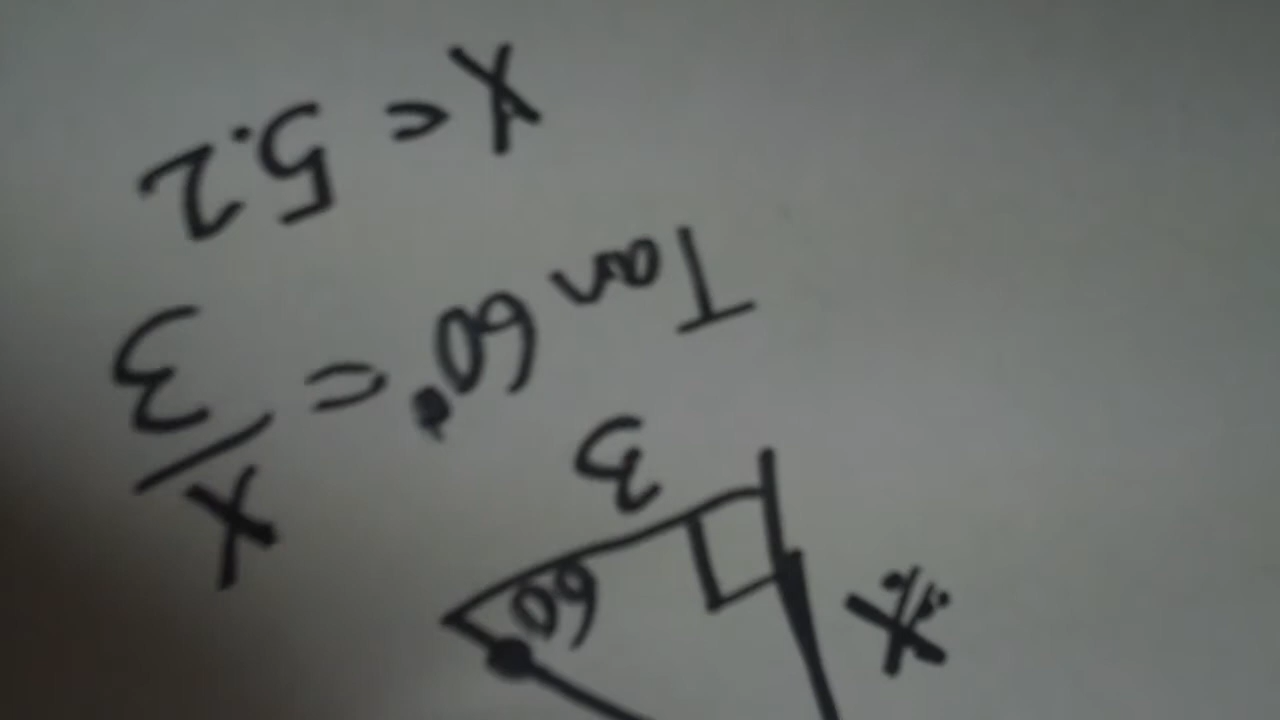 X
60
3
Tan 60° = X/3
X = 5.2